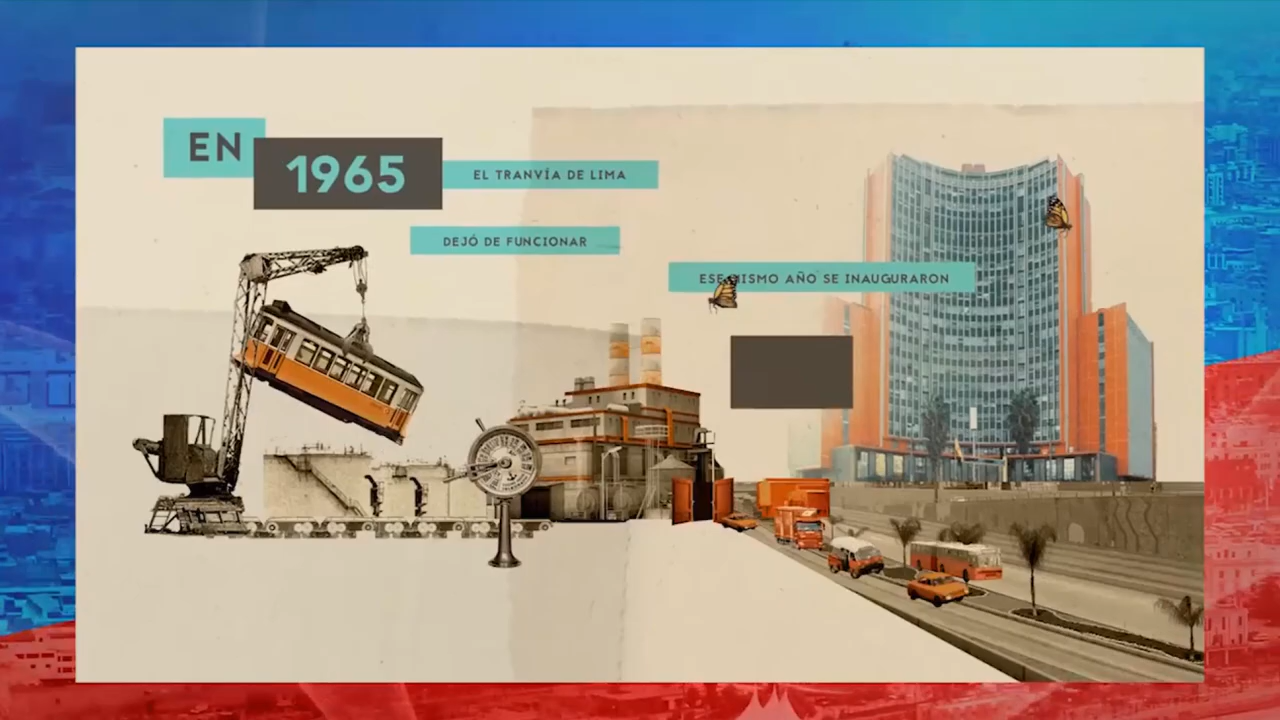 EN
1965
EL TRANVÍA DE LIMA
DEJÓ DE FUNCIONAR
ESE MISMO AÑO SE INAUGURARON